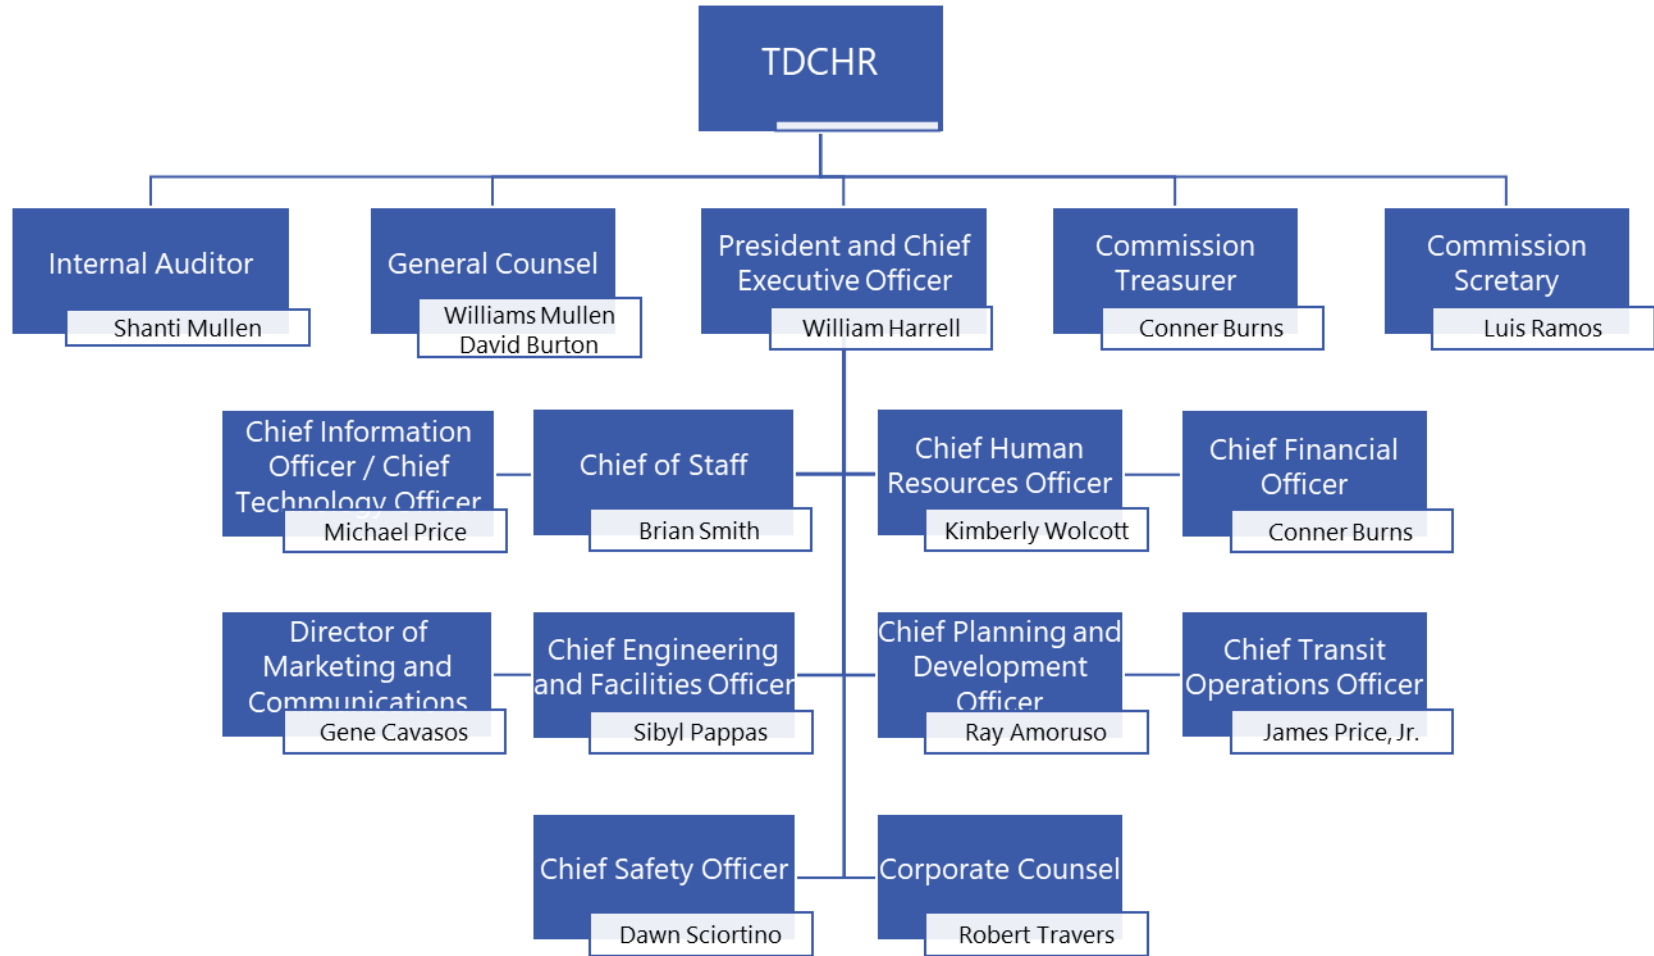 TDCHR
Internal Auditor
Shanti Mullen
General Counsel
Williams Mullen
David Burton
President and Chief
Executive Officer
William Harrell
Commission
Treasurer
Conner Burns
Commission
Scretary
Luis Ramos
Chief Information
Officer / Chief
Technology Officer
Michael Price
Chief of Staff
Brian Smith
Chief Human
Resources Officer
Kimberly Wolcott
Chief Financial
Officer
Conner Burns
Director of
Marketing and
Communications
Gene Cavasos
Chief Engineering
and Facilities Officer
Sibyl Pappas
Chief Planning and
Development
Officer
Ray Amoruso
Chief Transit
Operations Officer
James Price, Jr.
Chief Safety Officer
Dawn Sciortino
Corporate Counsel
Robert Travers